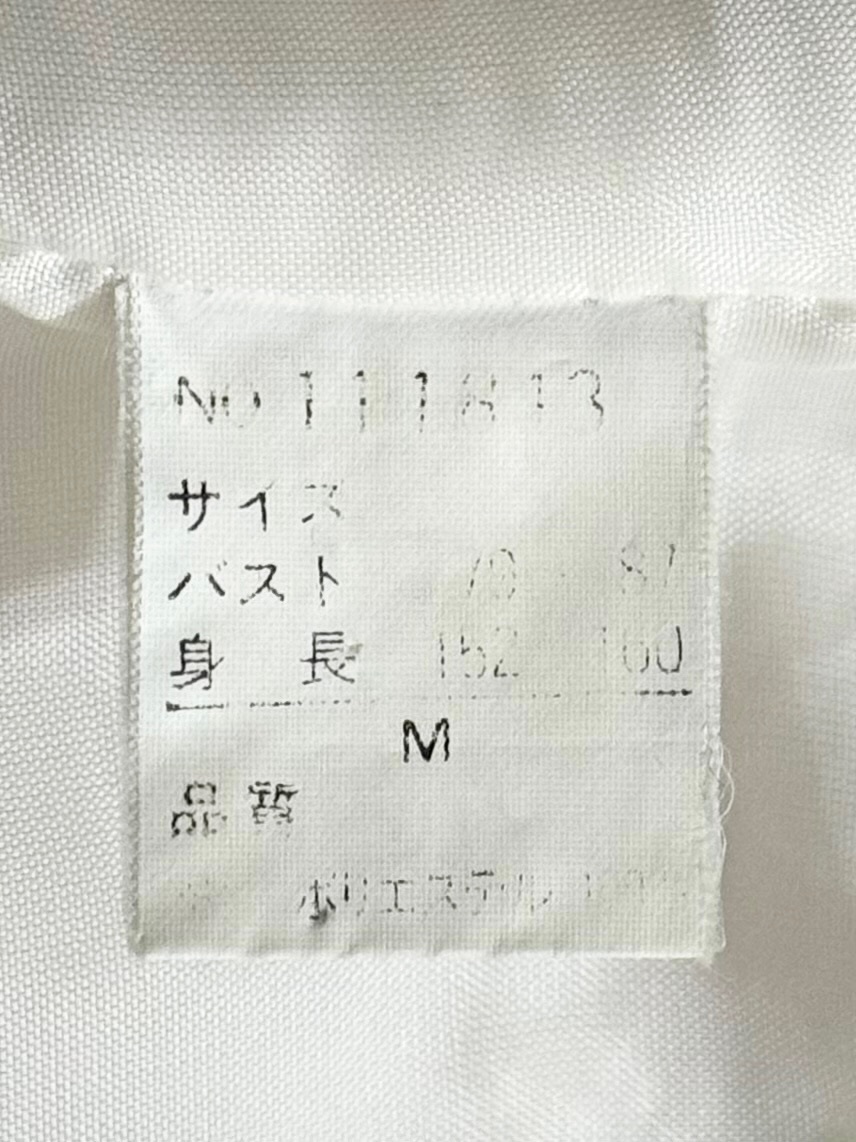 NO 111813
サイズ
バスト 79 87
身長 152 160
M
品質
ポリエステル